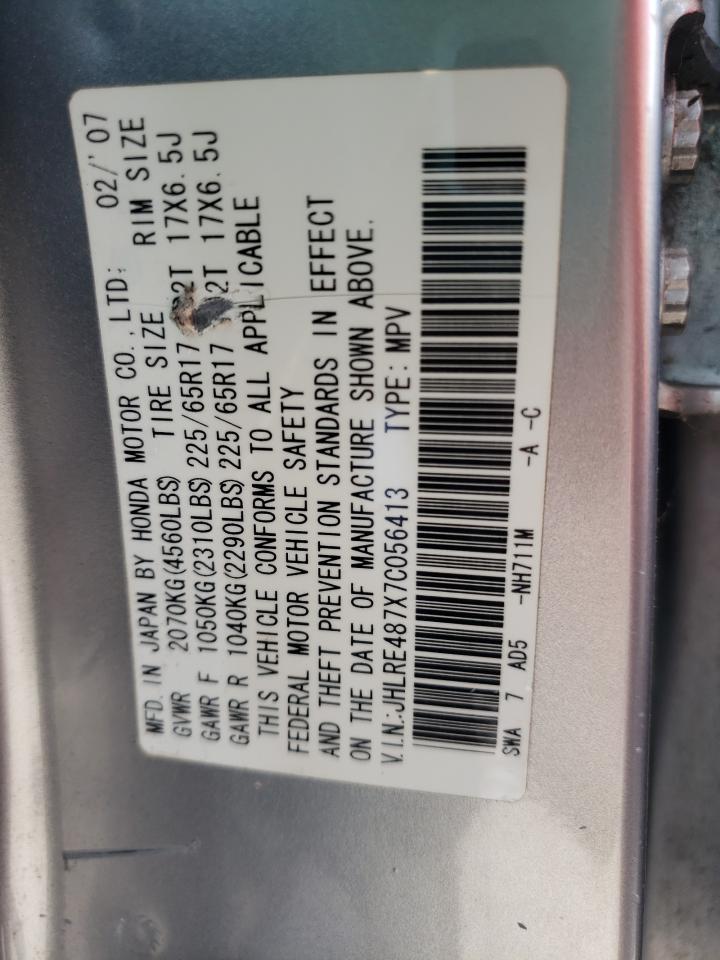 MFD. IN JAPAN BY HONDA MOTOR CO., LTD: 02/'07
GVWR 2070KG(4560LBS) TIRE SIZE RIM SIZE
GAWR F 1050KG(2310LBS) 225/65R17 2T 17X6.5J
GAWR R 1040KG(2290LBS) 225/65R17 2T 17X6.5J
THIS VEHICLE CONFORMS TO ALL APPLICABLE
FEDERAL MOTOR VEHICLE SAFETY
AND THEFT PREVENTION STANDARDS IN EFFECT
ON THE DATE OF MANUFACTURE SHOWN ABOVE.
V.I.N.:JHLRE487X7C056413 TYPE: MPV
SWA 7 AD5 -NH711M -A -C